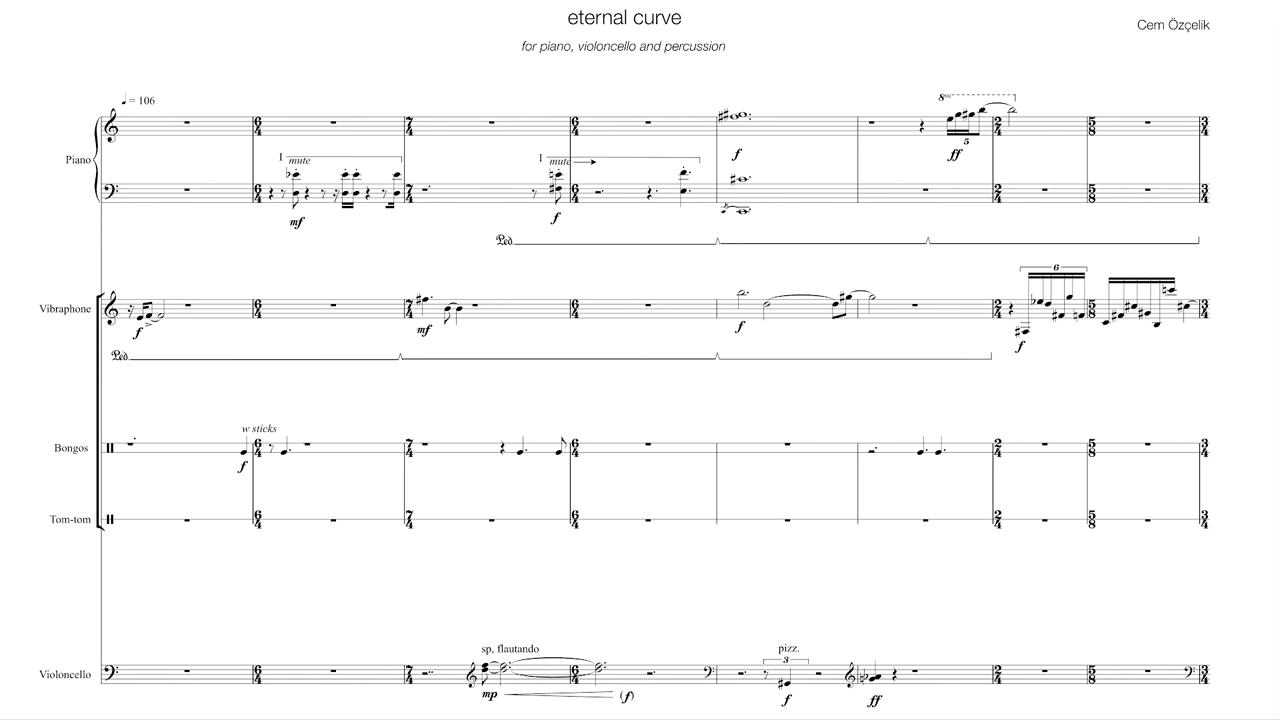 eternal curve
Cem Özçelik
for piano, violoncello and percussion
♩ = 106
8va
5
Piano
I mute
I mute
f
ff
mf
f
Ped.
6
Vibraphone
f
mf
f
f
Ped.
w sticks
Bongos
f
Tom-tom
sp, flautando
pizz.
3
Violoncello
mp
(f)
f
ff